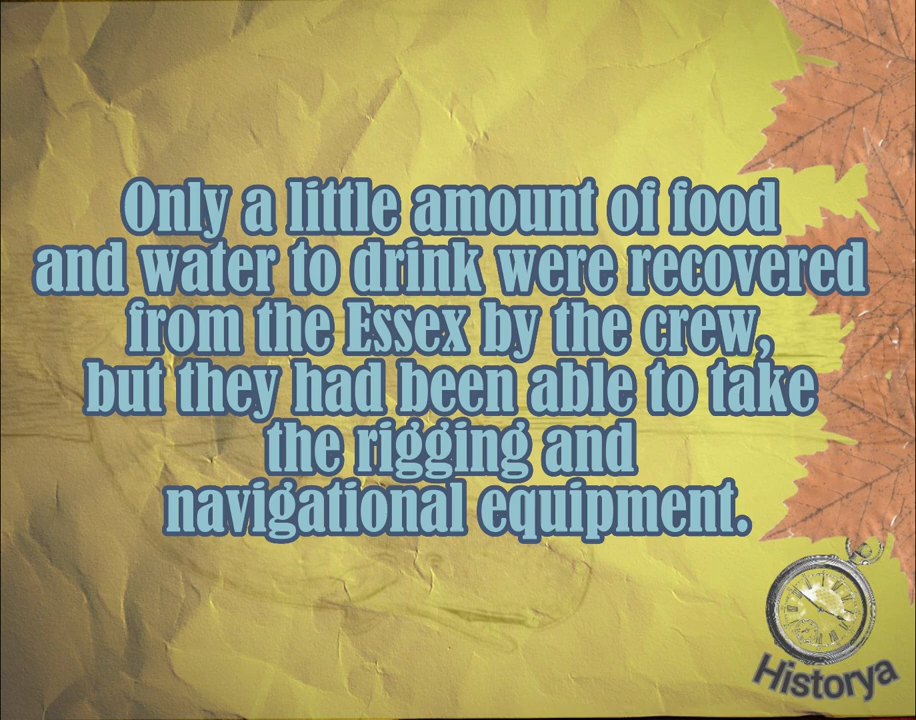 Only a little amount of food
and water to drink were recovered
from the Essex by the crew,
but they had been able to take
the rigging and
navigational equipment.
Historya